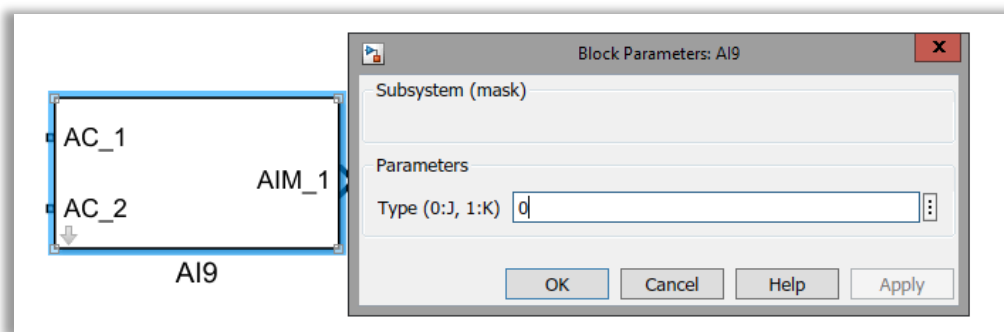 AC_1
AIM_1
AC_2
AI9
Block Parameters: AI9
X
Subsystem (mask)
Parameters
Type (0:J, 1:K) 0
OK Cancel Help Apply